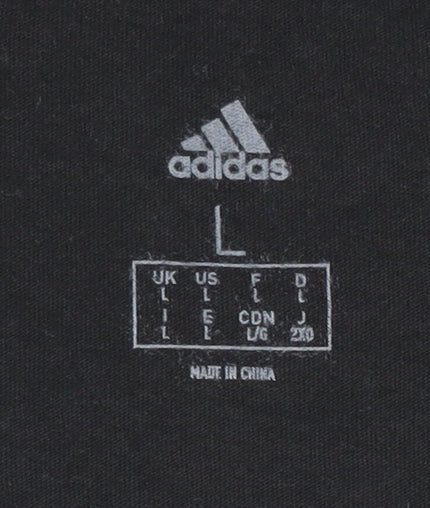 adidas
L
UK US F D
L L L L
I E CDN J
L L L/G 2XO
MADE IN CHINA